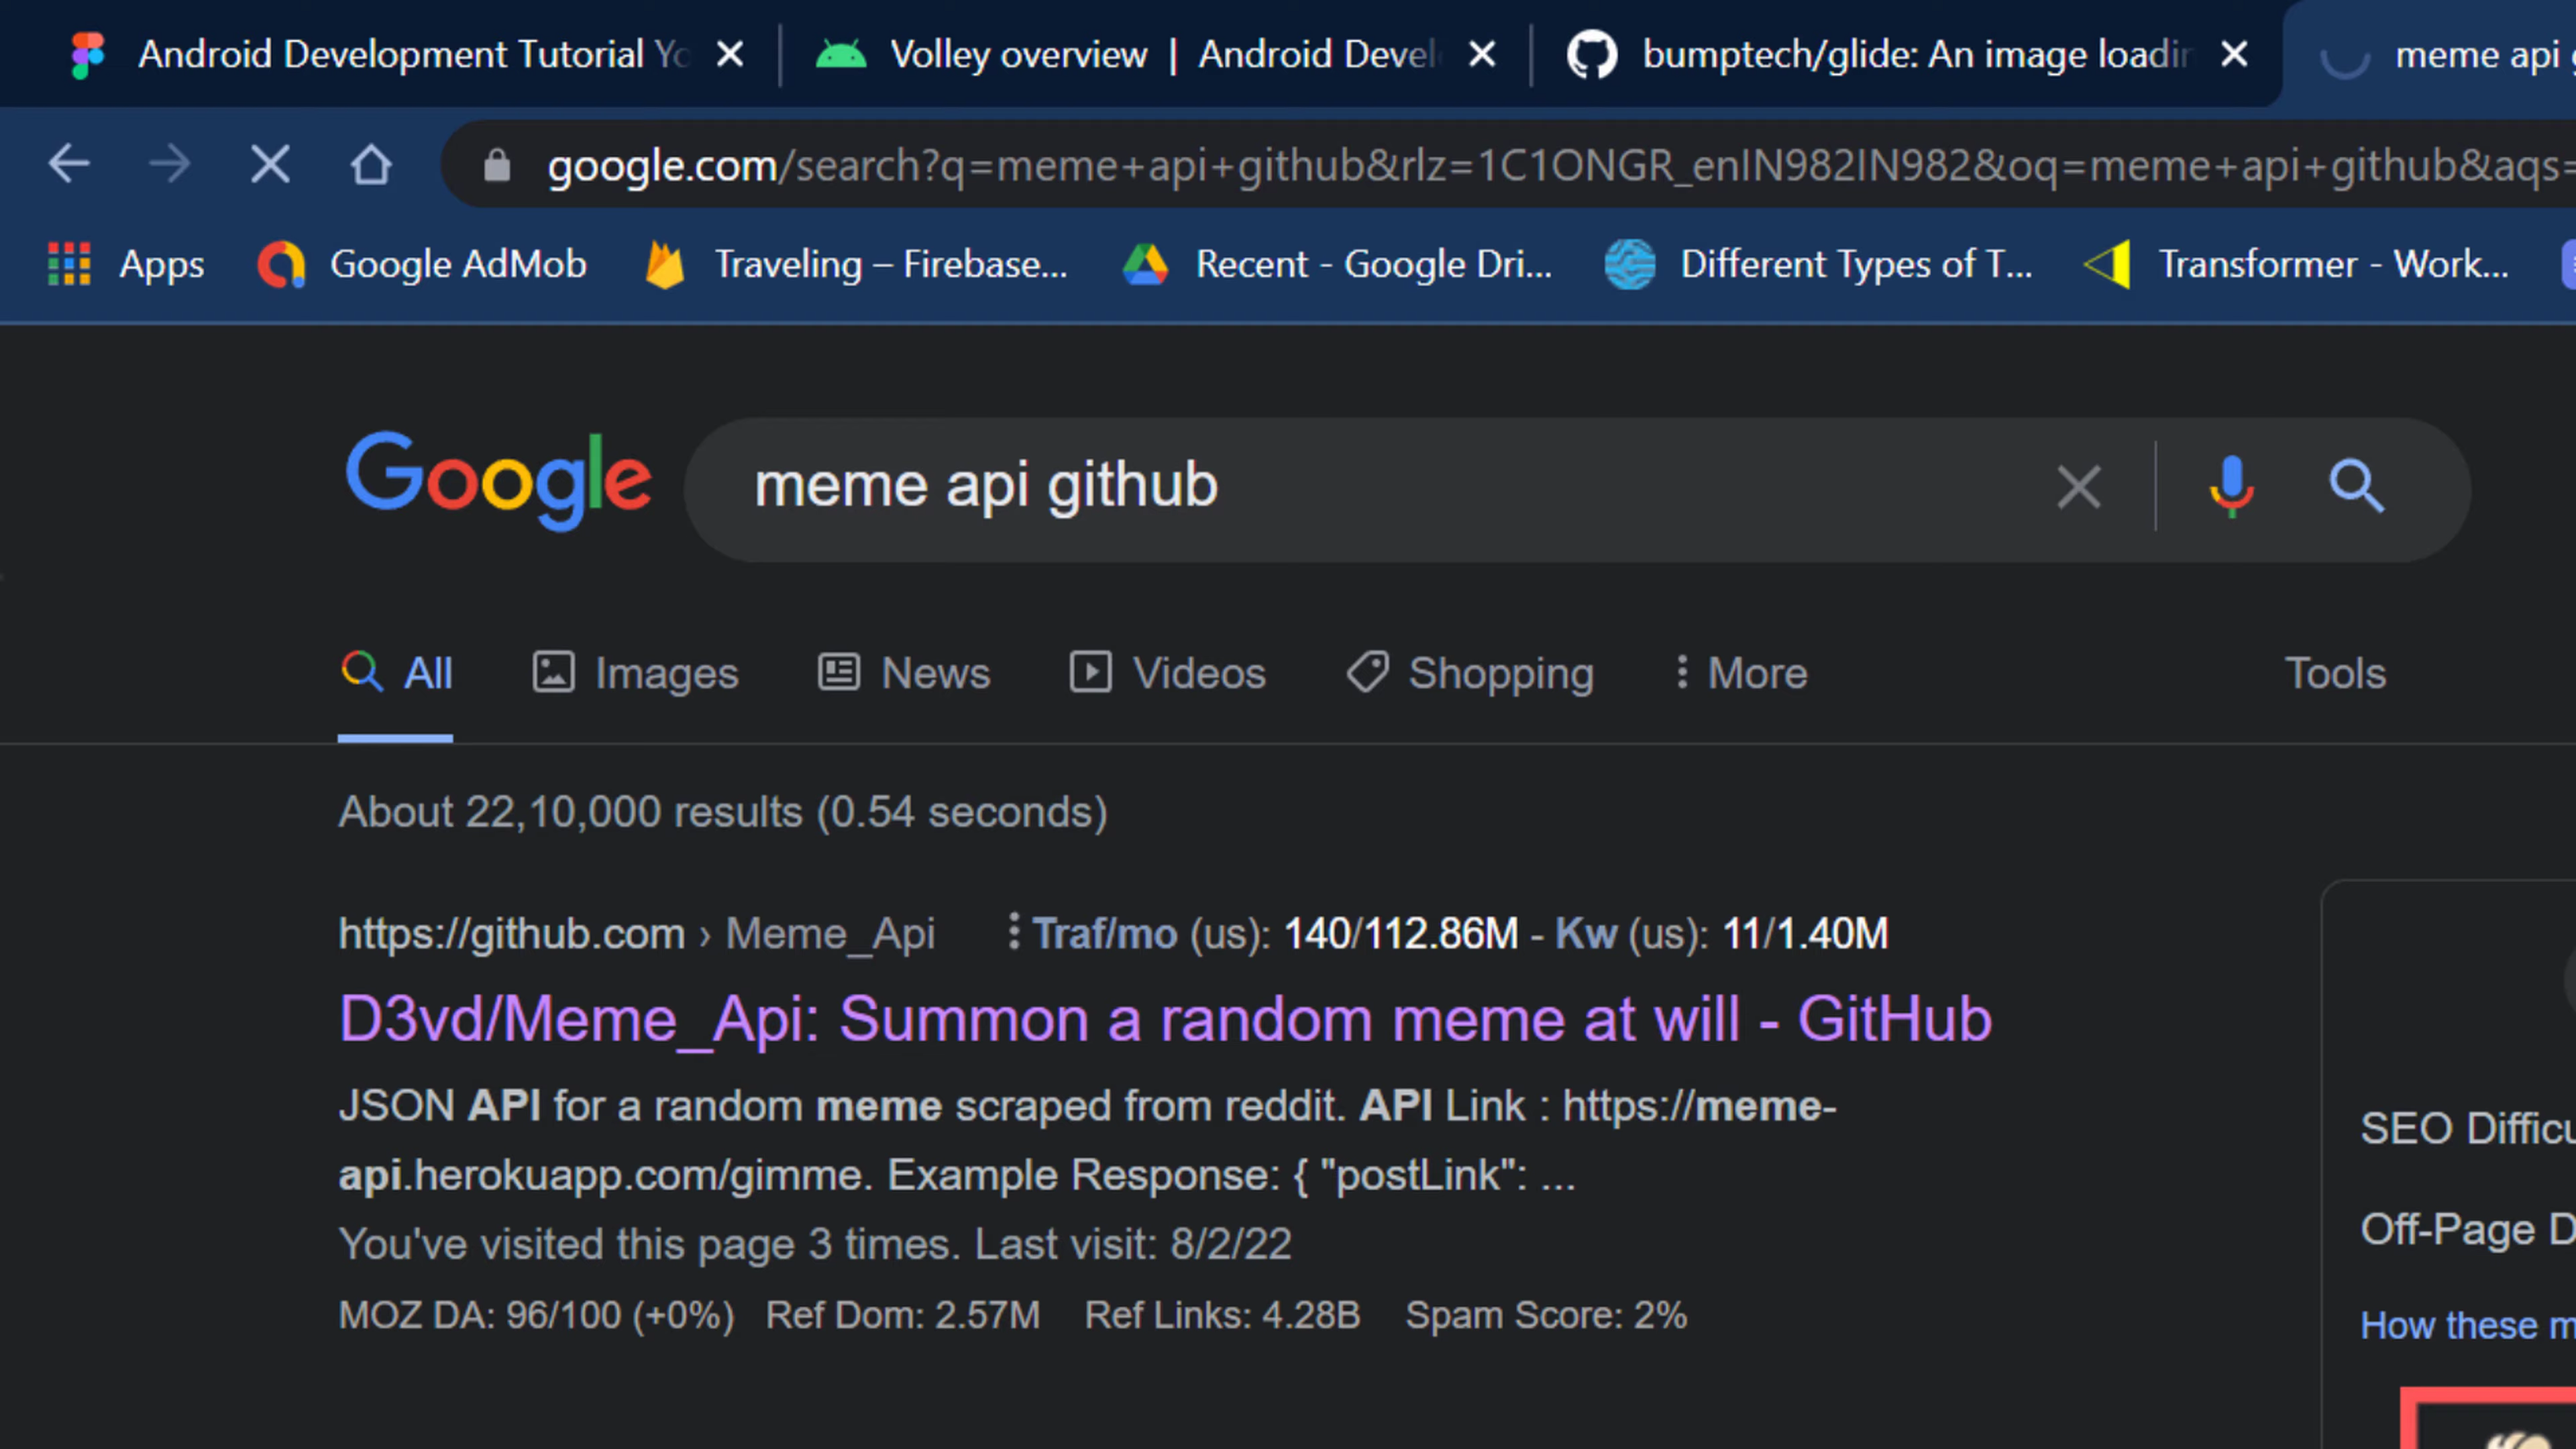 Android Development Tutorial Yo
Volley overview | Android Devel
bumptech/glide: An image loadin
meme api g
google.com/search?q=meme+api+github&rlz=1C1ONGR_enIN982IN982&oq=meme+api+github&aqs=
Apps
Google AdMob
Traveling – Firebase...
Recent - Google Dri...
Different Types of T...
Transformer - Work...
Google
meme api github
All
Images
News
Videos
Shopping
More
Tools
About 22,10,000 results (0.54 seconds)
https://github.com › Meme_Api
Traf/mo (us): 140/112.86M - Kw (us): 11/1.40M
D3vd/Meme_Api: Summon a random meme at will - GitHub
JSON API for a random meme scraped from reddit. API Link : https://meme-
api.herokuapp.com/gimme. Example Response: { "postLink": ...
You've visited this page 3 times. Last visit: 8/2/22
MOZ DA: 96/100 (+0%) Ref Dom: 2.57M Ref Links: 4.28B Spam Score: 2%
SEO Difficu
Off-Page D
How these m